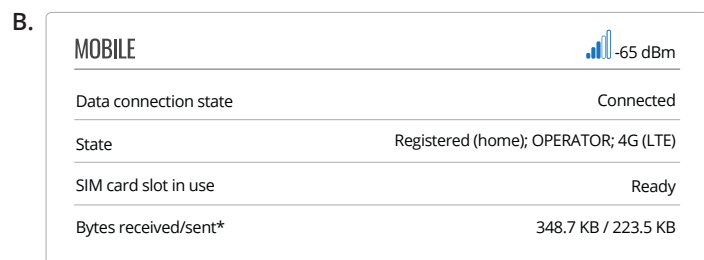 B.
MOBILE -65 dBm
Data connection state Connected
State Registered (home); OPERATOR; 4G (LTE)
SIM card slot in use Ready
Bytes received/sent* 348.7 KB / 223.5 KB